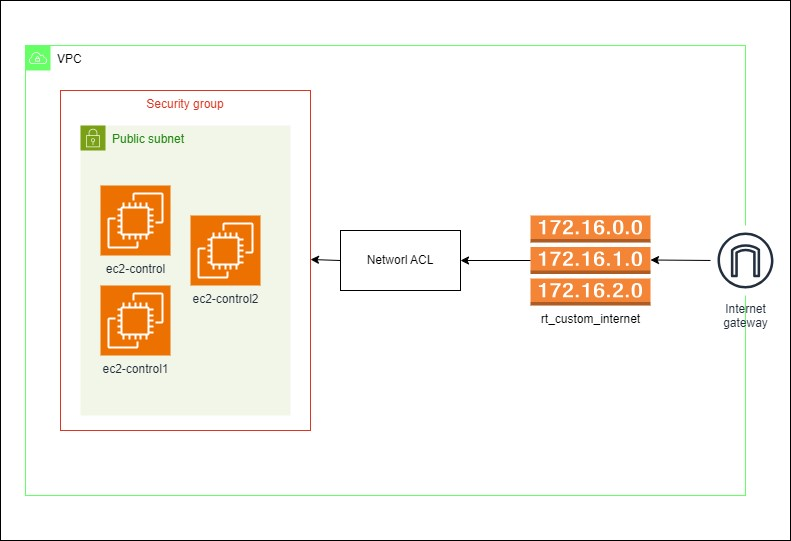 VPC
Security group
Public subnet
ec2-control
ec2-control2
ec2-control1
Networl ACL
172.16.0.0
172.16.1.0
172.16.2.0
rt_custom_internet
Internet
gateway